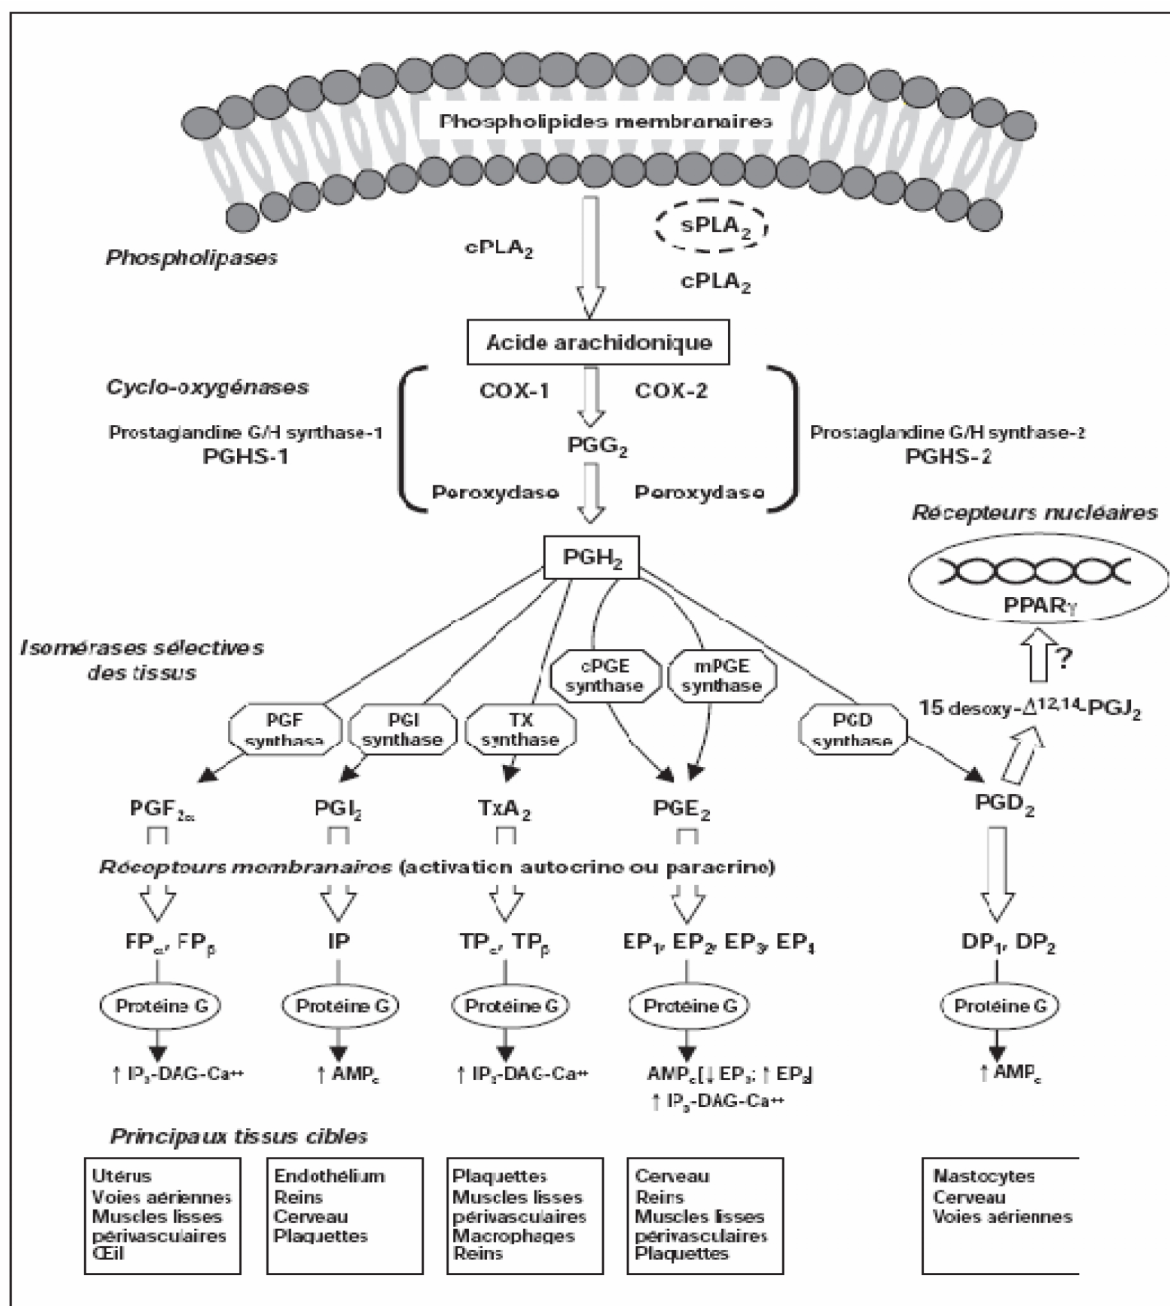 Phospholipides membranaires
sPLA₂
cPLA₂
Phospholipases
cPLA₂
Acide arachidonique
Cyclo-oxygénases
COX-1
COX-2
Prostaglandine G/H synthase-1
PGHS-1
PGG₂
Prostaglandine G/H synthase-2
PGHS-2
Peroxydase
Peroxydase
Récepteurs nucléaires
PGH₂
PPARγ
Isomérases sélectives
des tissus
?
cPGE
synthase
mPGE
synthase
15 desoxy-Δ¹²,¹⁴-PGJ₂
PGF
synthase
PGI
synthase
TX
synthase
PGD
synthase
PGF₂α
PGI₂
TxA₂
PGE₂
PGD₂
Récepteurs membranaires (activation autocrine ou paracrine)
FPα, FPβ
IP
TPα, TPβ
EP₁, EP₂, EP₃, EP₄
DP₁, DP₂
Protéine G
Protéine G
Protéine G
Protéine G
Protéine G
↑ IP₃-DAG-Ca⁺⁺
↑ AMPc
↑ IP₃-DAG-Ca⁺⁺
AMPc[↓ EP₃; ↑ EP₂]
↑ IP₃-DAG-Ca⁺⁺
↑ AMPc
Principaux tissus cibles
Utérus
Voies aériennes
Muscles lisses
périvasculaires
Œil
Endothélium
Reins
Cerveau
Plaquettes
Plaquettes
Muscles lisses
périvasculaires
Macrophages
Reins
Cerveau
Reins
Muscles lisses
périvasculaires
Plaquettes
Mastocytes
Cerveau
Voies aériennes